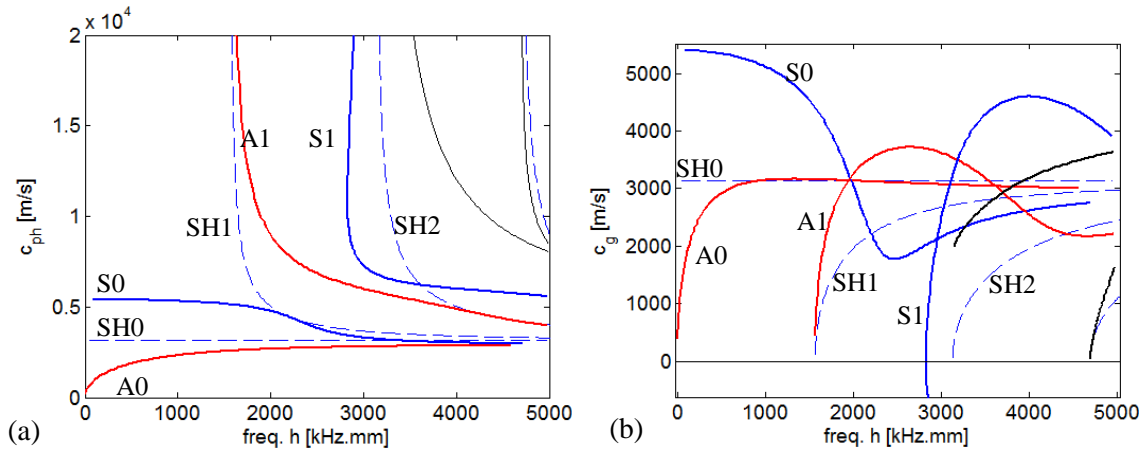 x 10^4
2
1.5
1
0.5
0
c_ph [m/s]
A1
S1
SH1
SH2
S0
SH0
A0
0 1000 2000 3000 4000 5000
freq. h [kHz.mm]
(a)
5000
4000
3000
2000
1000
0
c_g [m/s]
S0
SH0
A1
A0
SH1
SH2
S1
0 1000 2000 3000 4000 5000
freq. h [kHz.mm]
(b)